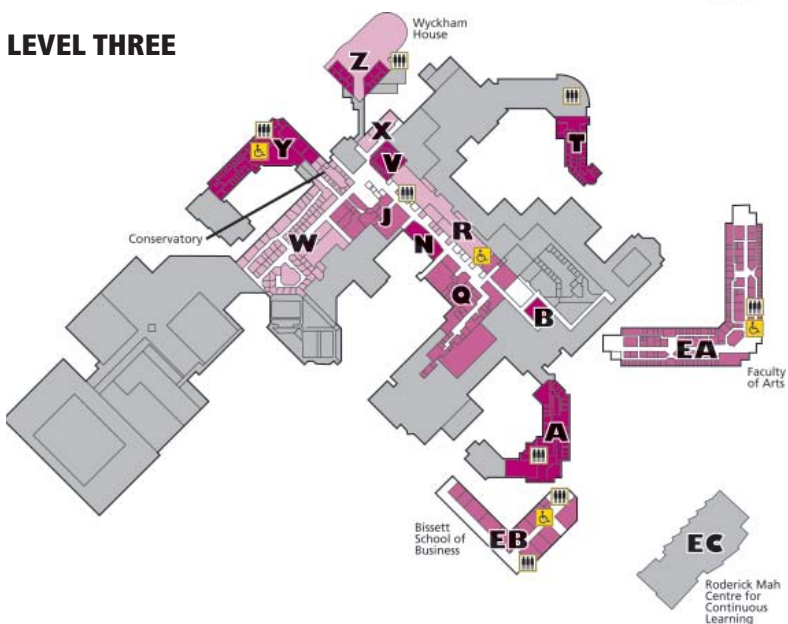 LEVEL THREE
Wyckham
House
Z
X
Y
V
T
Conservatory
J
W
R
N
Q
B
EA
Faculty
of Arts
A
Bissett
School of
Business
EB
EC
Roderick Mah
Centre for
Continuous
Learning